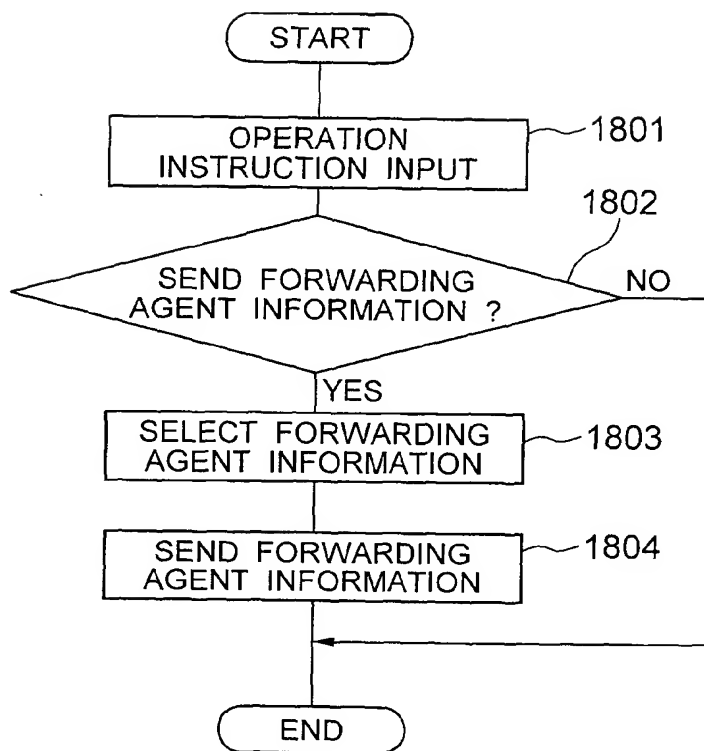 START
OPERATION
INSTRUCTION INPUT
1801
1802
SEND FORWARDING
AGENT INFORMATION ?
NO
YES
SELECT FORWARDING
AGENT INFORMATION
1803
SEND FORWARDING
AGENT INFORMATION
1804
END